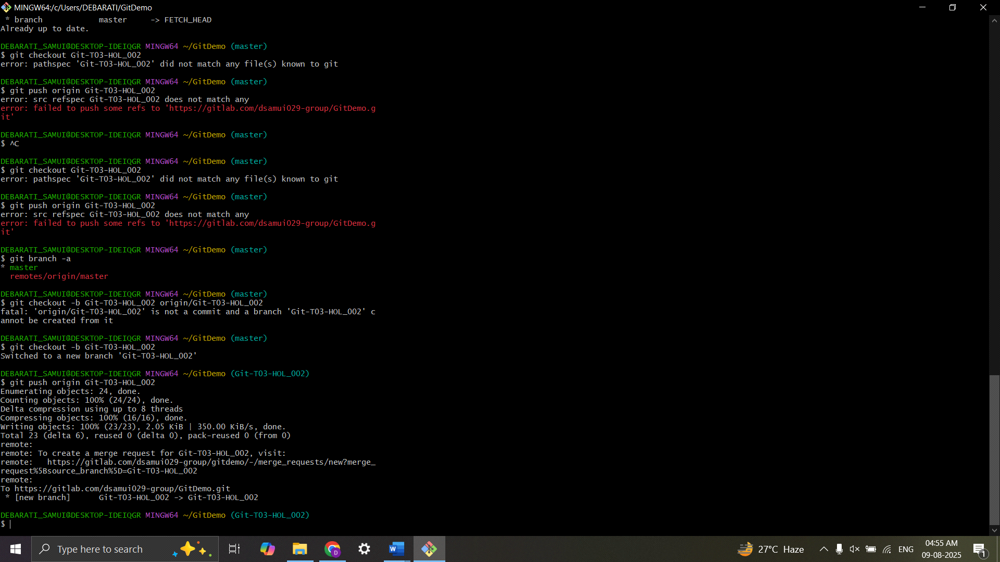 MINGW64:/c/Users/DEBARATI/GitDemo
* branch master -> FETCH_HEAD
Already up to date.
DEBARATI_SAMUI@DESKTOP-IDEIQGR MINGW64 ~/GitDemo (master)
$ git checkout Git-T03-HOL_002
error: pathspec 'Git-T03-HOL_002' did not match any file(s) known to git
DEBARATI_SAMUI@DESKTOP-IDEIQGR MINGW64 ~/GitDemo (master)
$ git push origin Git-T03-HOL_002
error: src refspec Git-T03-HOL_002 does not match any
error: failed to push some refs to 'https://gitlab.com/dsamui029-group/GitDemo.g
it'
DEBARATI_SAMUI@DESKTOP-IDEIQGR MINGW64 ~/GitDemo (master)
$ ^C
DEBARATI_SAMUI@DESKTOP-IDEIQGR MINGW64 ~/GitDemo (master)
$ git checkout Git-T03-HOL_002
error: pathspec 'Git-T03-HOL_002' did not match any file(s) known to git
DEBARATI_SAMUI@DESKTOP-IDEIQGR MINGW64 ~/GitDemo (master)
$ git push origin Git-T03-HOL_002
error: src refspec Git-T03-HOL_002 does not match any
error: failed to push some refs to 'https://gitlab.com/dsamui029-group/GitDemo.g
it'
DEBARATI_SAMUI@DESKTOP-IDEIQGR MINGW64 ~/GitDemo (master)
$ git branch -a
* master
remotes/origin/master
DEBARATI_SAMUI@DESKTOP-IDEIQGR MINGW64 ~/GitDemo (master)
$ git checkout -b Git-T03-HOL_002 origin/Git-T03-HOL_002
fatal: 'origin/Git-T03-HOL_002' is not a commit and a branch 'Git-T03-HOL_002' c
annot be created from it
DEBARATI_SAMUI@DESKTOP-IDEIQGR MINGW64 ~/GitDemo (master)
$ git checkout -b Git-T03-HOL_002
Switched to a new branch 'Git-T03-HOL_002'
DEBARATI_SAMUI@DESKTOP-IDEIQGR MINGW64 ~/GitDemo (Git-T03-HOL_002)
$ git push origin Git-T03-HOL_002
Enumerating objects: 24, done.
Counting objects: 100% (24/24), done.
Delta compression using up to 8 threads
Compressing objects: 100% (16/16), done.
Writing objects: 100% (23/23), 2.05 KiB | 350.00 KiB/s, done.
Total 23 (delta 6), reused 0 (delta 0), pack-reused 0 (from 0)
remote:
remote: To create a merge request for Git-T03-HOL_002, visit:
remote:   https://gitlab.com/dsamui029-group/gitdemo/-/merge_requests/new?merge_
request%5Bsource_branch%5D=Git-T03-HOL_002
remote:
To https://gitlab.com/dsamui029-group/GitDemo.git
* [new branch] Git-T03-HOL_002 -> Git-T03-HOL_002
DEBARATI_SAMUI@DESKTOP-IDEIQGR MINGW64 ~/GitDemo (Git-T03-HOL_002)
$
Type here to search
D
W
27°C Haze
ENG
04:55 AM
09-08-2025
1